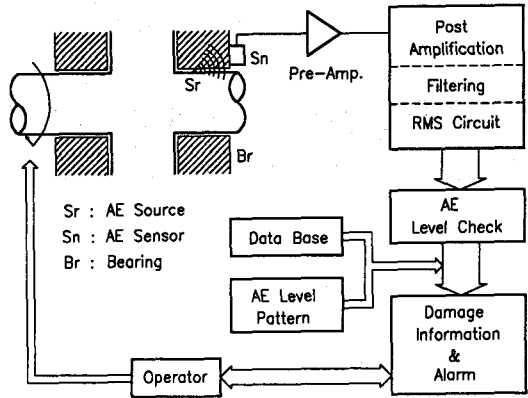 Sn
Sr
Br
Pre-Amp.
Post
Amplification
Filtering
RMS Circuit
Sr : AE Source
Sn : AE Sensor
Br : Bearing
AE
Level Check
Data Base
AE Level
Pattern
Damage
Information
&
Alarm
Operator